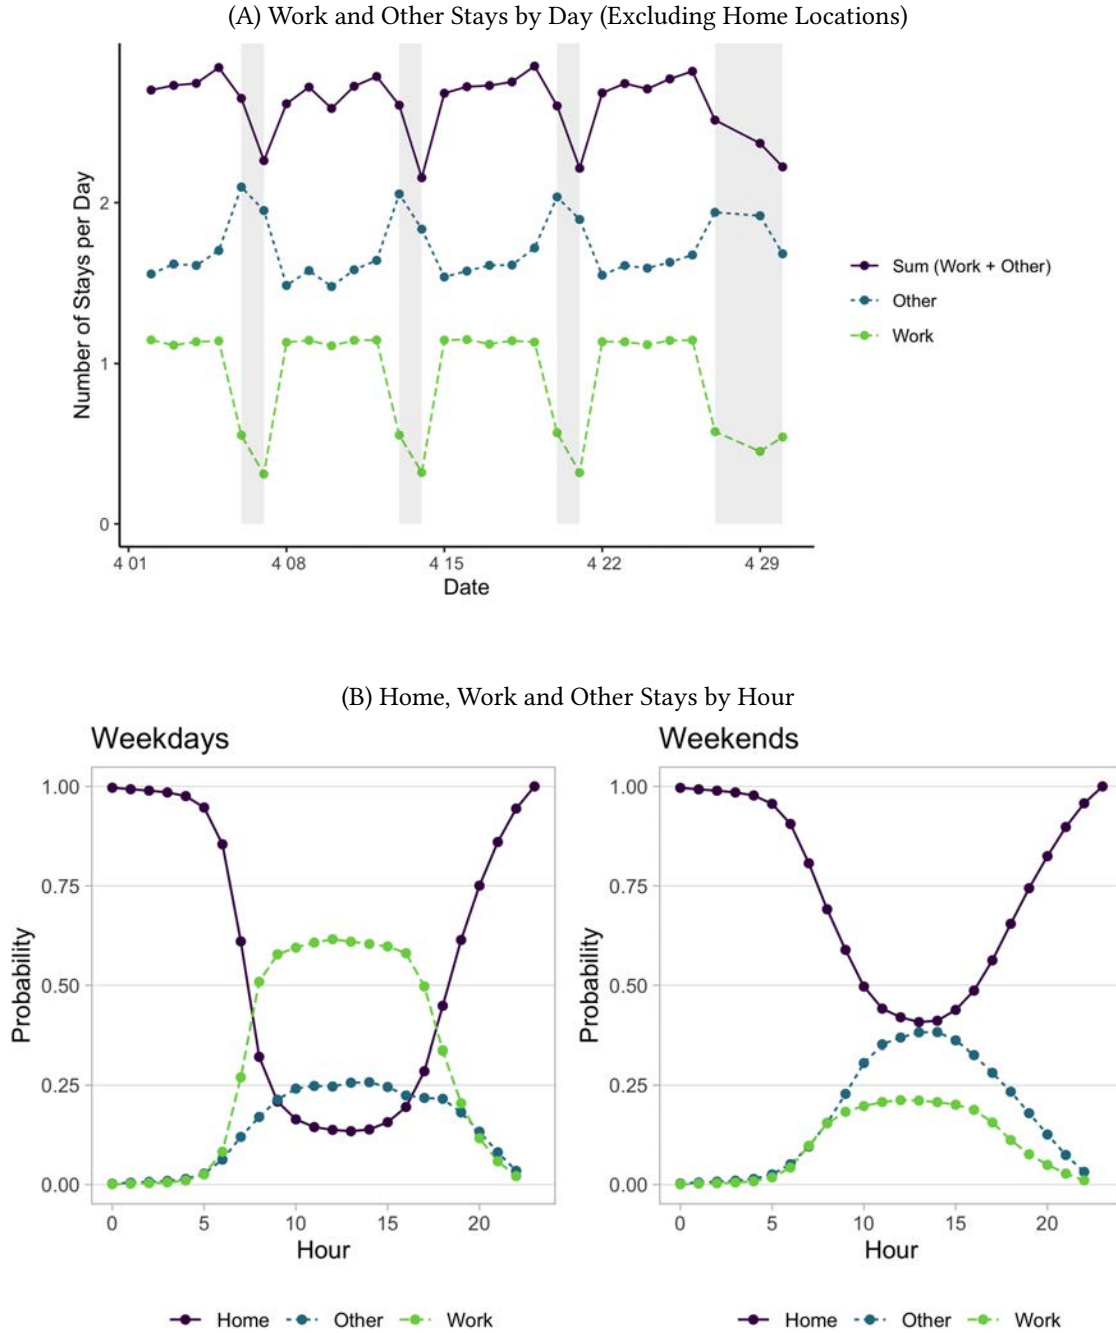 (A) Work and Other Stays by Day (Excluding Home Locations)
Number of Stays per Day
2
1
0
4 01
4 08
4 15
4 22
4 29
Date
Sum (Work + Other)
Other
Work
(B) Home, Work and Other Stays by Hour
Weekdays
Probability
1.00
0.75
0.50
0.25
0.00
0
5
10
15
20
Hour
Home
Other
Work
Weekends
Probability
1.00
0.75
0.50
0.25
0.00
0
5
10
15
20
Hour
Home
Other
Work